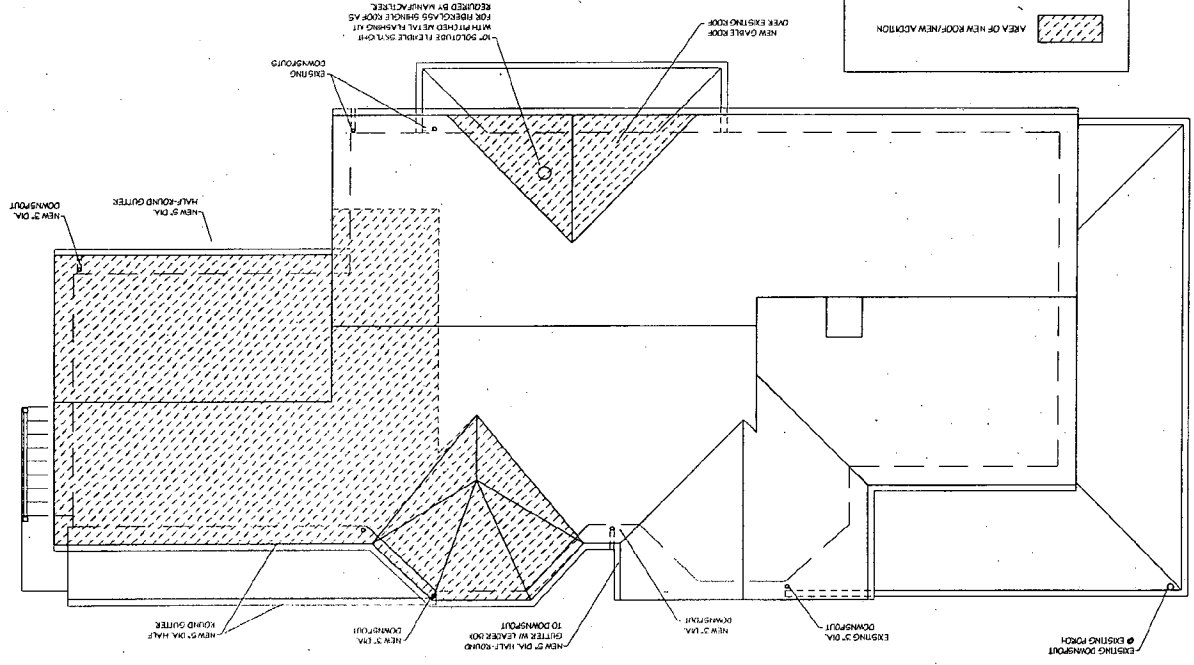 EXISTING DOWNSPOUT
@ EXISTING PORCH
EXISTING 3" DIA.
DOWNSPOUT
NEW 3" DIA.
DOWNSPOUT
NEW 5" DIA. HALF-ROUND
GUTTER W/ LEADER BOX
TO DOWNSPOUT
NEW 3" DIA.
DOWNSPOUT
NEW 5" DIA. HALF
ROUND GUTTER
NEW 5" DIA.
HALF-ROUND GUTTER
NEW 3" DIA.
DOWNSPOUT
EXISTING
DOWNSPOUTS
AREA OF NEW ROOF/NEW ADDITION
NEW GABLE ROOF
OVER EXISTING ROOF
10" SOLOTUBE FLEXIBLE SKYLIGHT
WITH PITCHED METAL FLASHING KIT
FOR FIBERGLASS SHINGLE ROOF AS
REQUIRED BY MANUFACTURER.